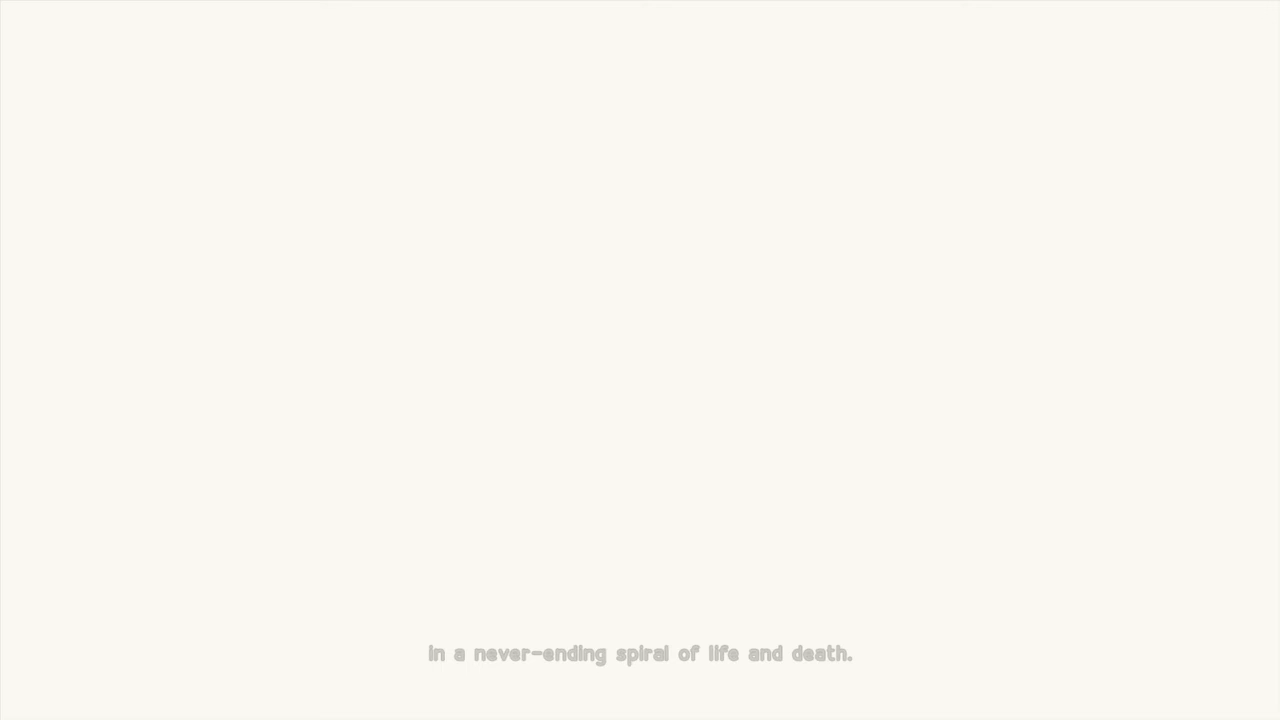 in a never-ending spiral of life and death.